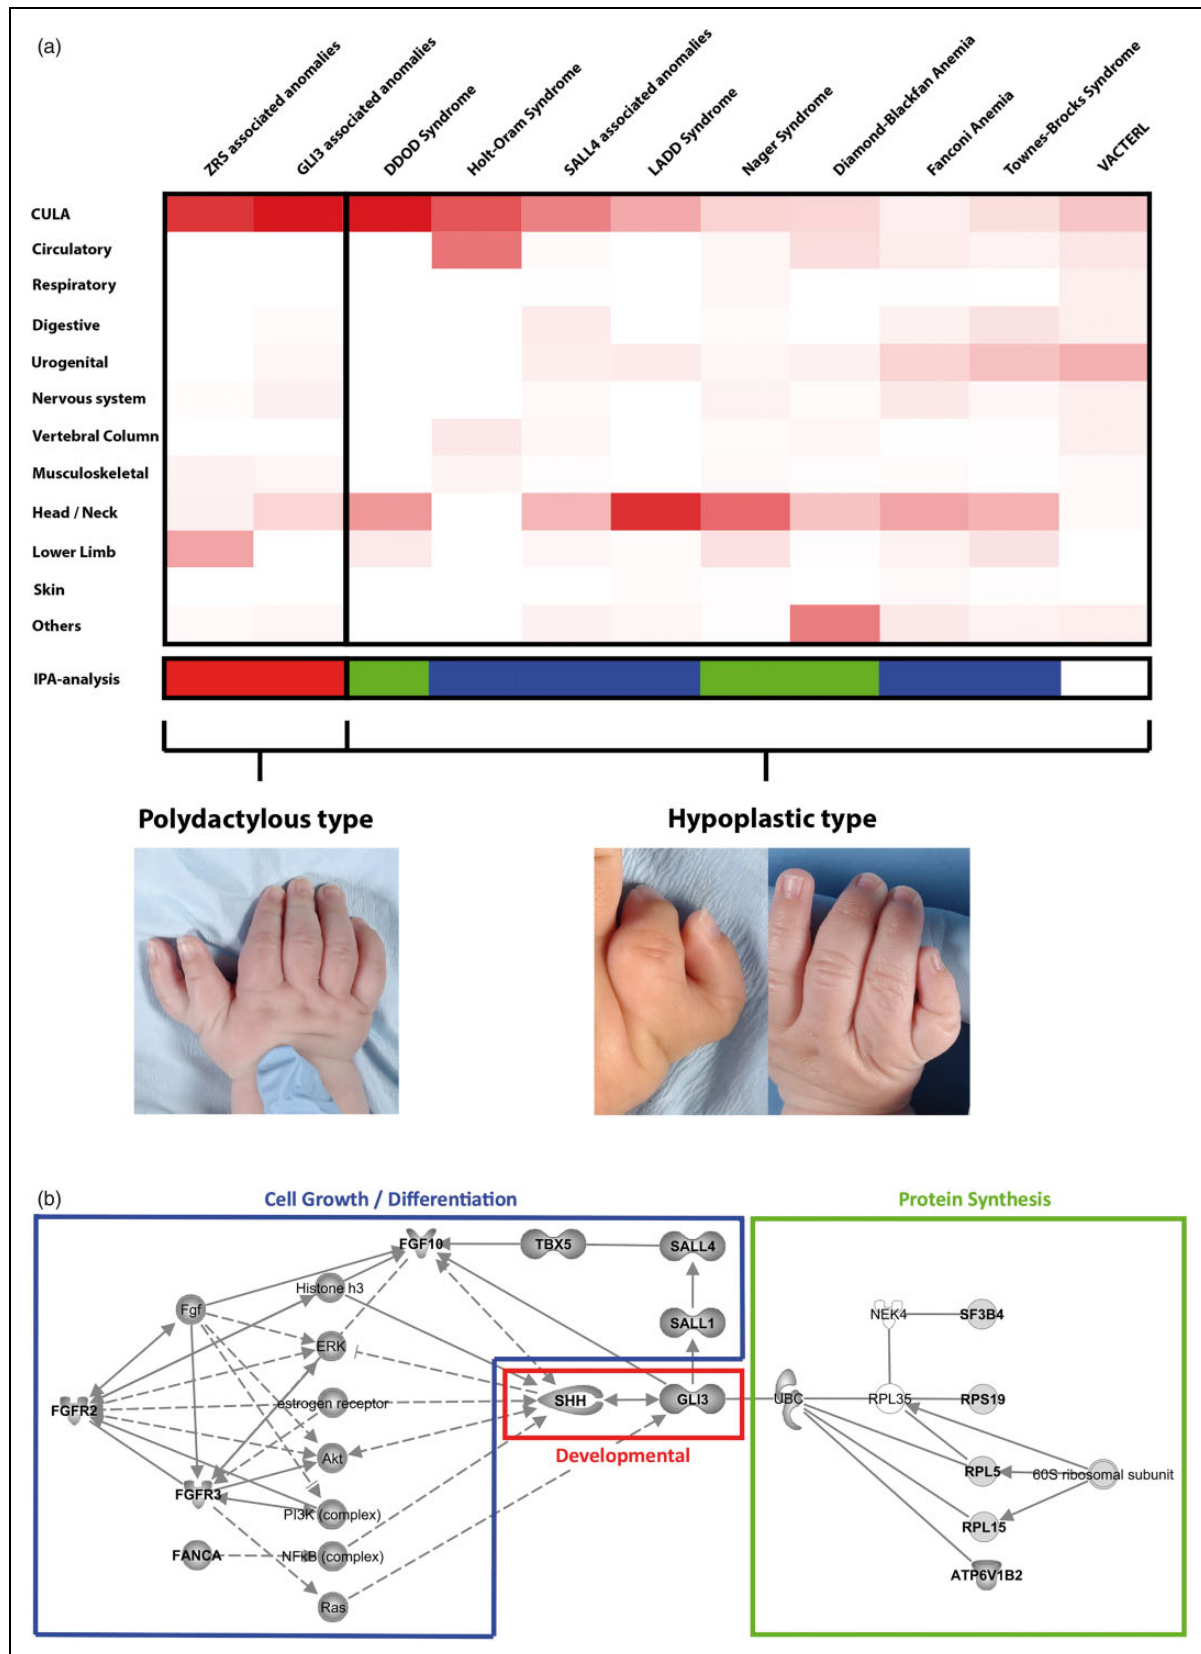 (a)
ZRS associated anomalies
GLI3 associated anomalies
DDOD Syndrome
Holt-Oram Syndrome
SALL4 associated anomalies
LADD Syndrome
Nager Syndrome
Diamond-Blackfan Anemia
Fanconi Anemia
Townes-Brocks Syndrome
VACTERL
CULA
Circulatory
Respiratory
Digestive
Urogenital
Nervous system
Vertebral Column
Musculoskeletal
Head / Neck
Lower Limb
Skin
Others
IPA-analysis
Polydactylous type
Hypoplastic type
(b)
Cell Growth / Differentiation
Protein Synthesis
FGF10
TBX5
SALL4
Histone h3
Fgf
SALL1
ERK
NEK4
SF3B4
FGFR2
estrogen receptor
SHH
GLI3
UBC
RPL35
RPS19
Developmental
Akt
RPL5
60S ribosomal subunit
FGFR3
PI3K (complex)
RPL15
FANCA
NFkB (complex)
ATP6V1B2
Ras